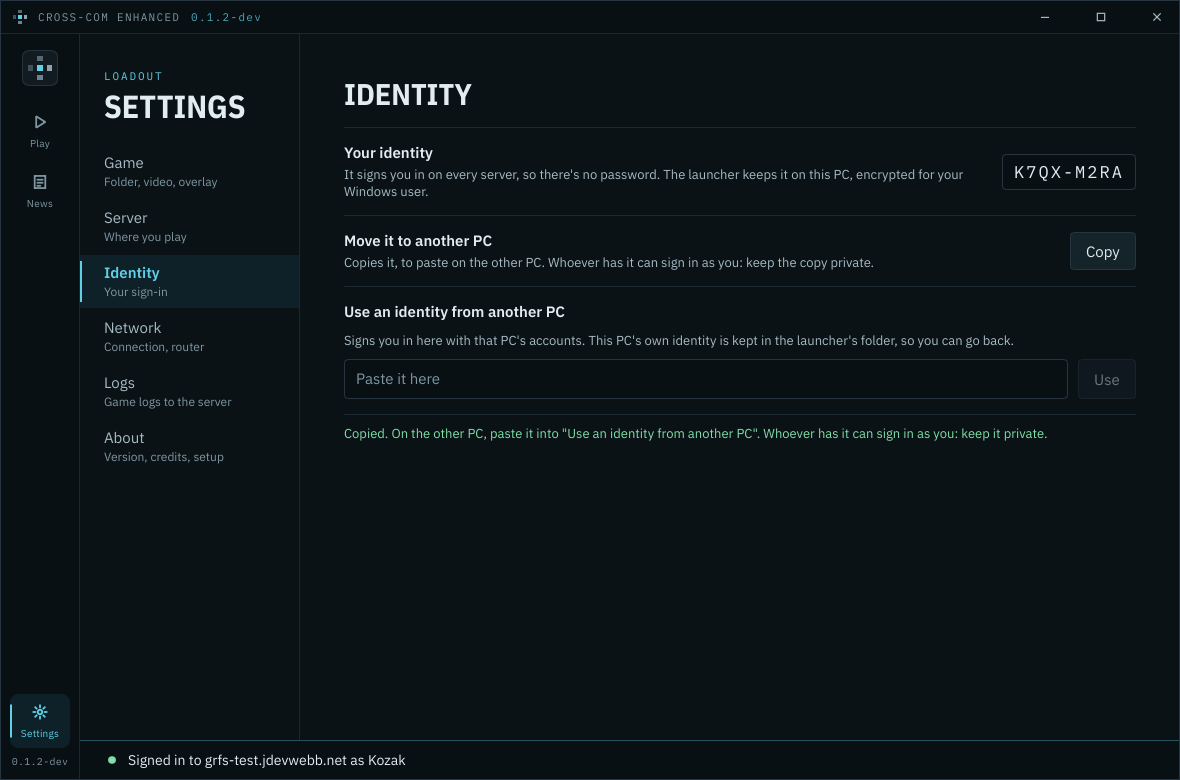 CROSS-COM ENHANCED 0.1.2-dev
Play
News
Settings
0.1.2-dev
LOADOUT
SETTINGS
Game
Folder, video, overlay
Server
Where you play
Identity
Your sign-in
Network
Connection, router
Logs
Game logs to the server
About
Version, credits, setup
IDENTITY
Your identity
It signs you in on every server, so there's no password. The launcher keeps it on this PC, encrypted for your
Windows user.
K7QX-M2RA
Move it to another PC
Copies it, to paste on the other PC. Whoever has it can sign in as you: keep the copy private.
Copy
Use an identity from another PC
Signs you in here with that PC's accounts. This PC's own identity is kept in the launcher's folder, so you can go back.
Paste it here
Use
Copied. On the other PC, paste it into "Use an identity from another PC". Whoever has it can sign in as you: keep it private.
Signed in to grfs-test.jdevwebb.net as Kozak